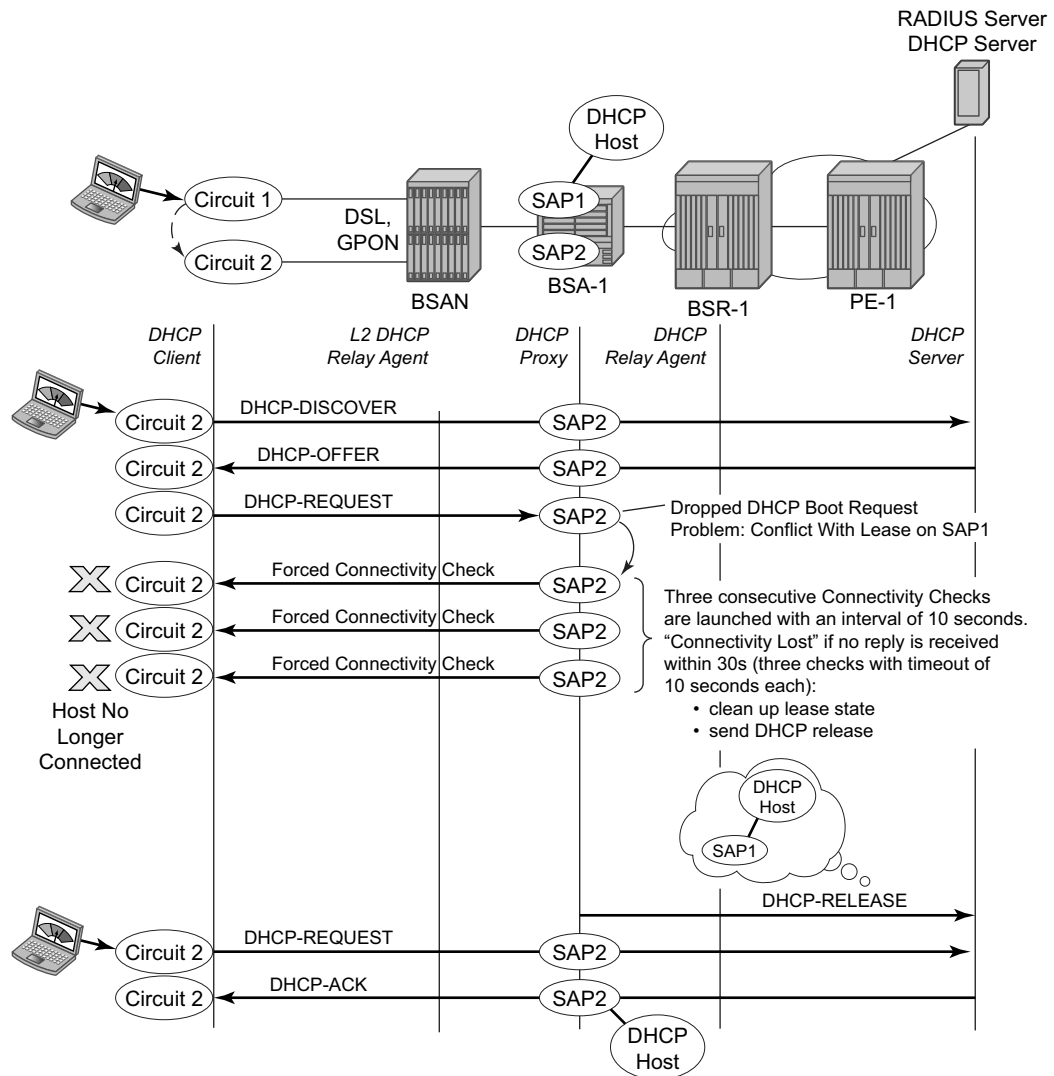 RADIUS Server
DHCP Server
DHCP
Host
Circuit 1
SAP1
DSL,
GPON
Circuit 2
SAP2
BSAN
BSA-1
BSR-1
PE-1
DHCP
Client
L2 DHCP
Relay Agent
DHCP
Proxy
DHCP
Relay Agent
DHCP
Server
Circuit 2
DHCP-DISCOVER
SAP2
Circuit 2
DHCP-OFFER
SAP2
Circuit 2
DHCP-REQUEST
SAP2
Dropped DHCP Boot Request
Problem: Conflict With Lease on SAP1
Circuit 2
Forced Connectivity Check
SAP2
Circuit 2
Forced Connectivity Check
SAP2
Circuit 2
Forced Connectivity Check
SAP2
Three consecutive Connectivity Checks
are launched with an interval of 10 seconds.
“Connectivity Lost” if no reply is received
within 30s (three checks with timeout of
10 seconds each):
• clean up lease state
• send DHCP release
Host No
Longer
Connected
DHCP
Host
SAP1
DHCP-RELEASE
Circuit 2
DHCP-REQUEST
SAP2
Circuit 2
DHCP-ACK
SAP2
DHCP
Host